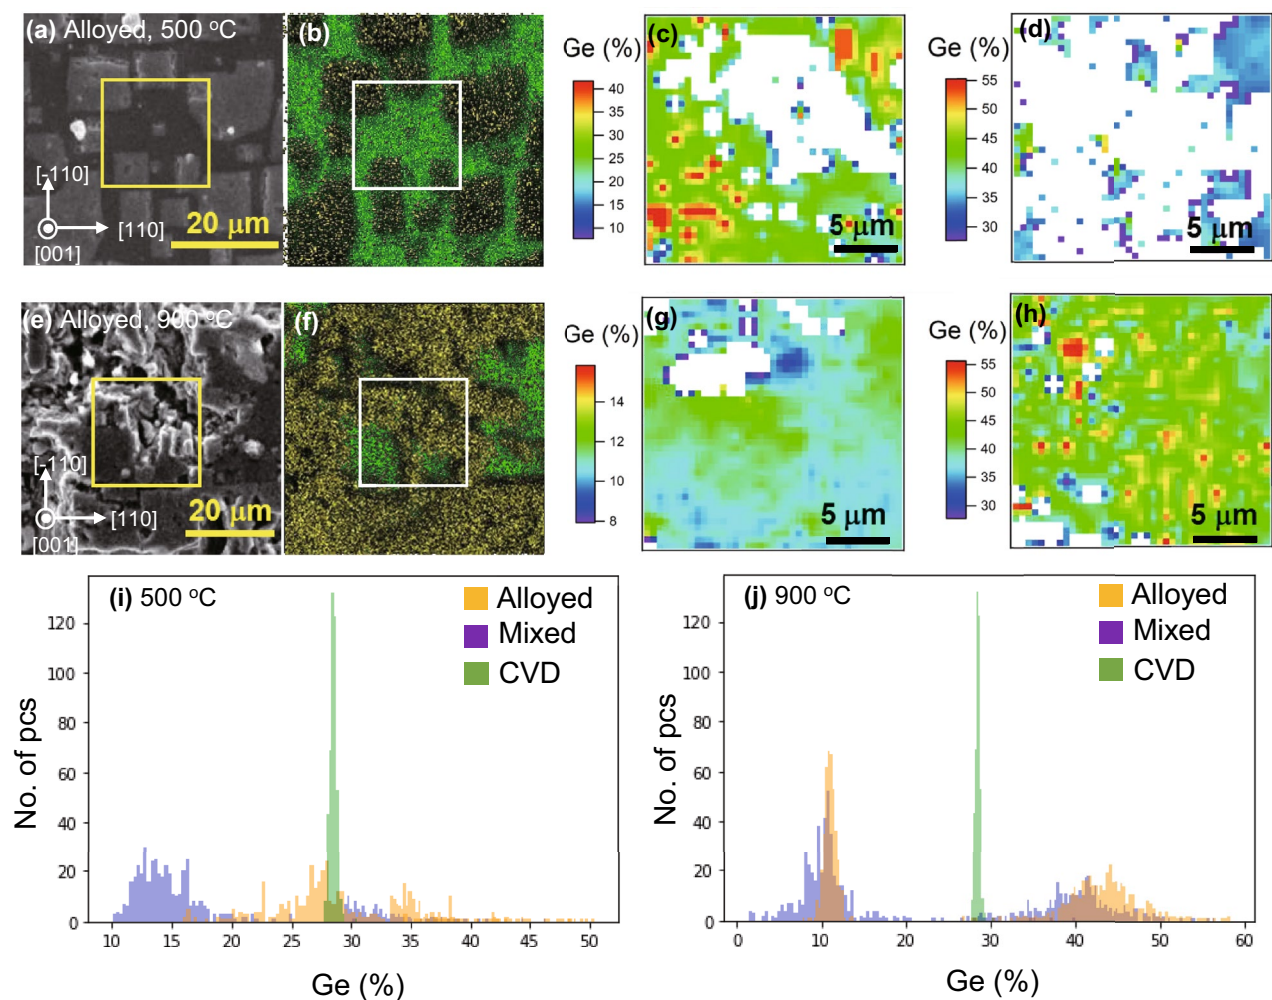 (a) Alloyed, 500 °C
[-110]
[110]
[001]
20 μm
(b)
Ge (%)
40
35
30
25
20
15
10
(c)
5 μm
Ge (%)
55
50
45
40
35
30
(d)
5 μm
(e) Alloyed, 900 °C
[-110]
[110]
[001]
20 μm
(f)
Ge (%)
14
12
10
8
(g)
5 μm
Ge (%)
55
50
45
40
35
30
(h)
5 μm
(i) 500 °C
Alloyed
Mixed
CVD
No. of pcs
120
100
80
60
40
20
0
10 15 20 25 30 35 40 45 50
Ge (%)
(j) 900 °C
Alloyed
Mixed
CVD
No. of pcs
120
100
80
60
40
20
0
0 10 20 30 40 50 60
Ge (%)